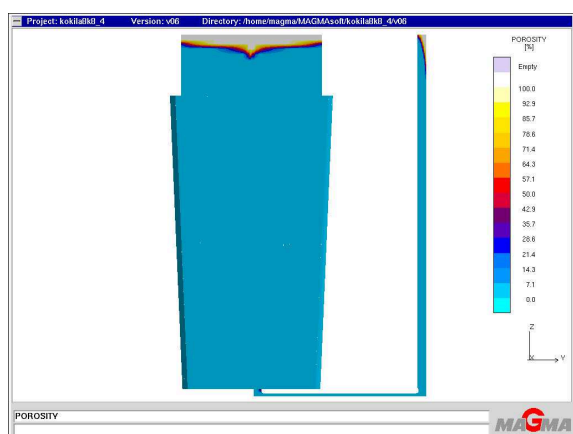 Project: kokila8k8_4 Version: v06 Directory: /home/magma/MAGMAsoft/kokila8k8_4/v06
POROSITY
[%]
Empty
100.0
92.9
85.7
78.6
71.4
64.3
57.1
50.0
42.9
35.7
28.6
21.4
14.3
7.1
0.0
Z
X
Y
POROSITY
MAGMA